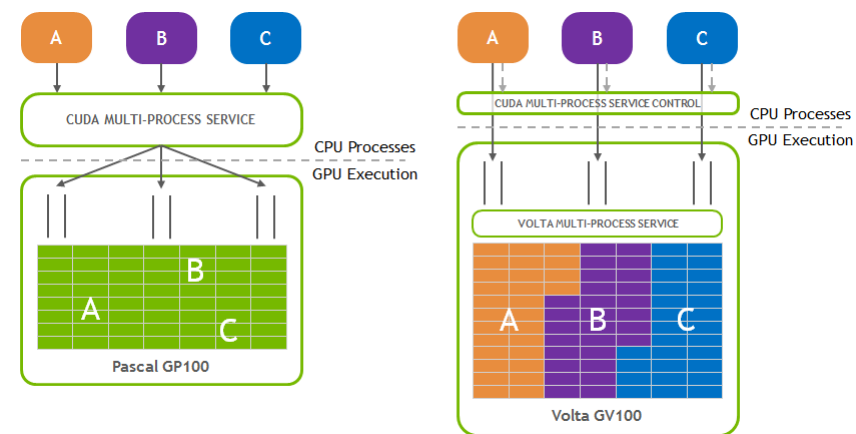 A
B
C
CUDA MULTI-PROCESS SERVICE
CPU Processes
GPU Execution
B
A
C
Pascal GP100
A
B
C
CUDA MULTI-PROCESS SERVICE CONTROL
CPU Processes
GPU Execution
VOLTA MULTI-PROCESS SERVICE
A
B
C
Volta GV100